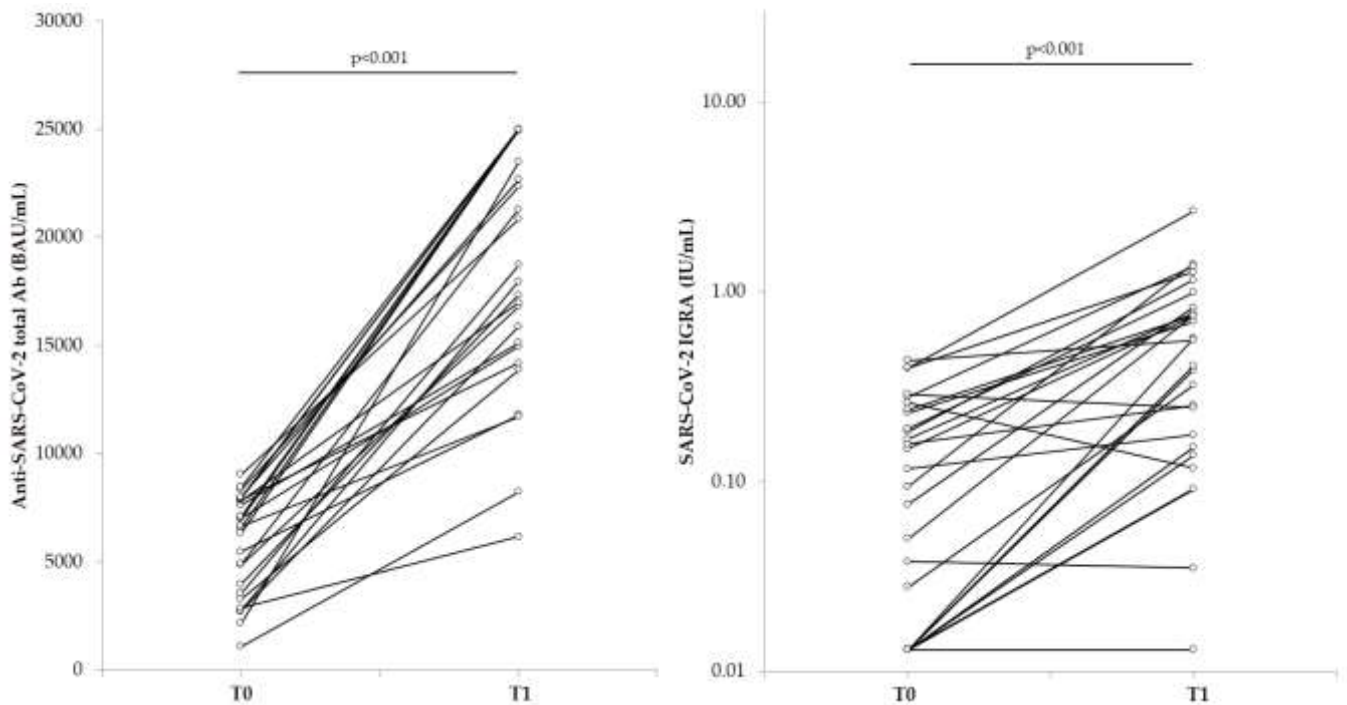 30000
25000
20000
15000
10000
5000
0
Anti-SARS-CoV-2 total Ab (BAU/mL)
p<0.001
T0
T1
10.00
1.00
0.10
0.01
SARS-CoV-2 IGRA (IU/mL)
p<0.001
T0
T1